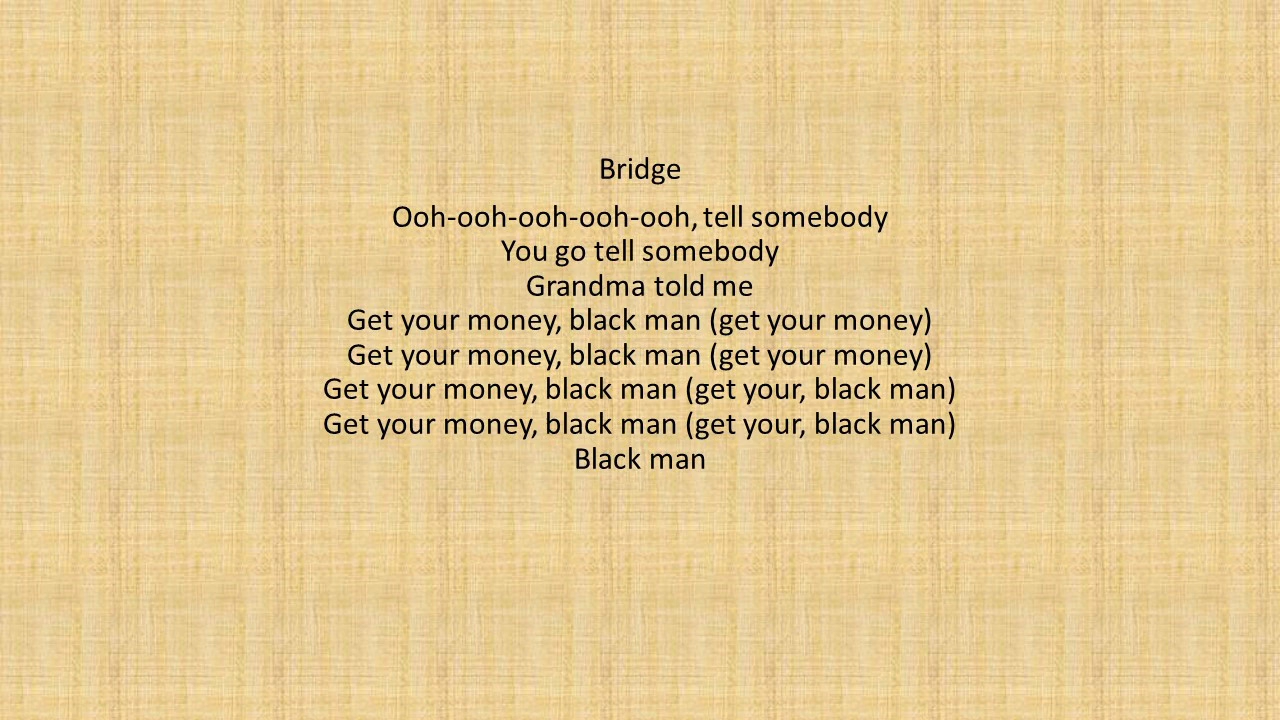 Bridge
Ooh-ooh-ooh-ooh-ooh, tell somebody
You go tell somebody
Grandma told me
Get your money, black man (get your money)
Get your money, black man (get your money)
Get your money, black man (get your, black man)
Get your money, black man (get your, black man)
Black man